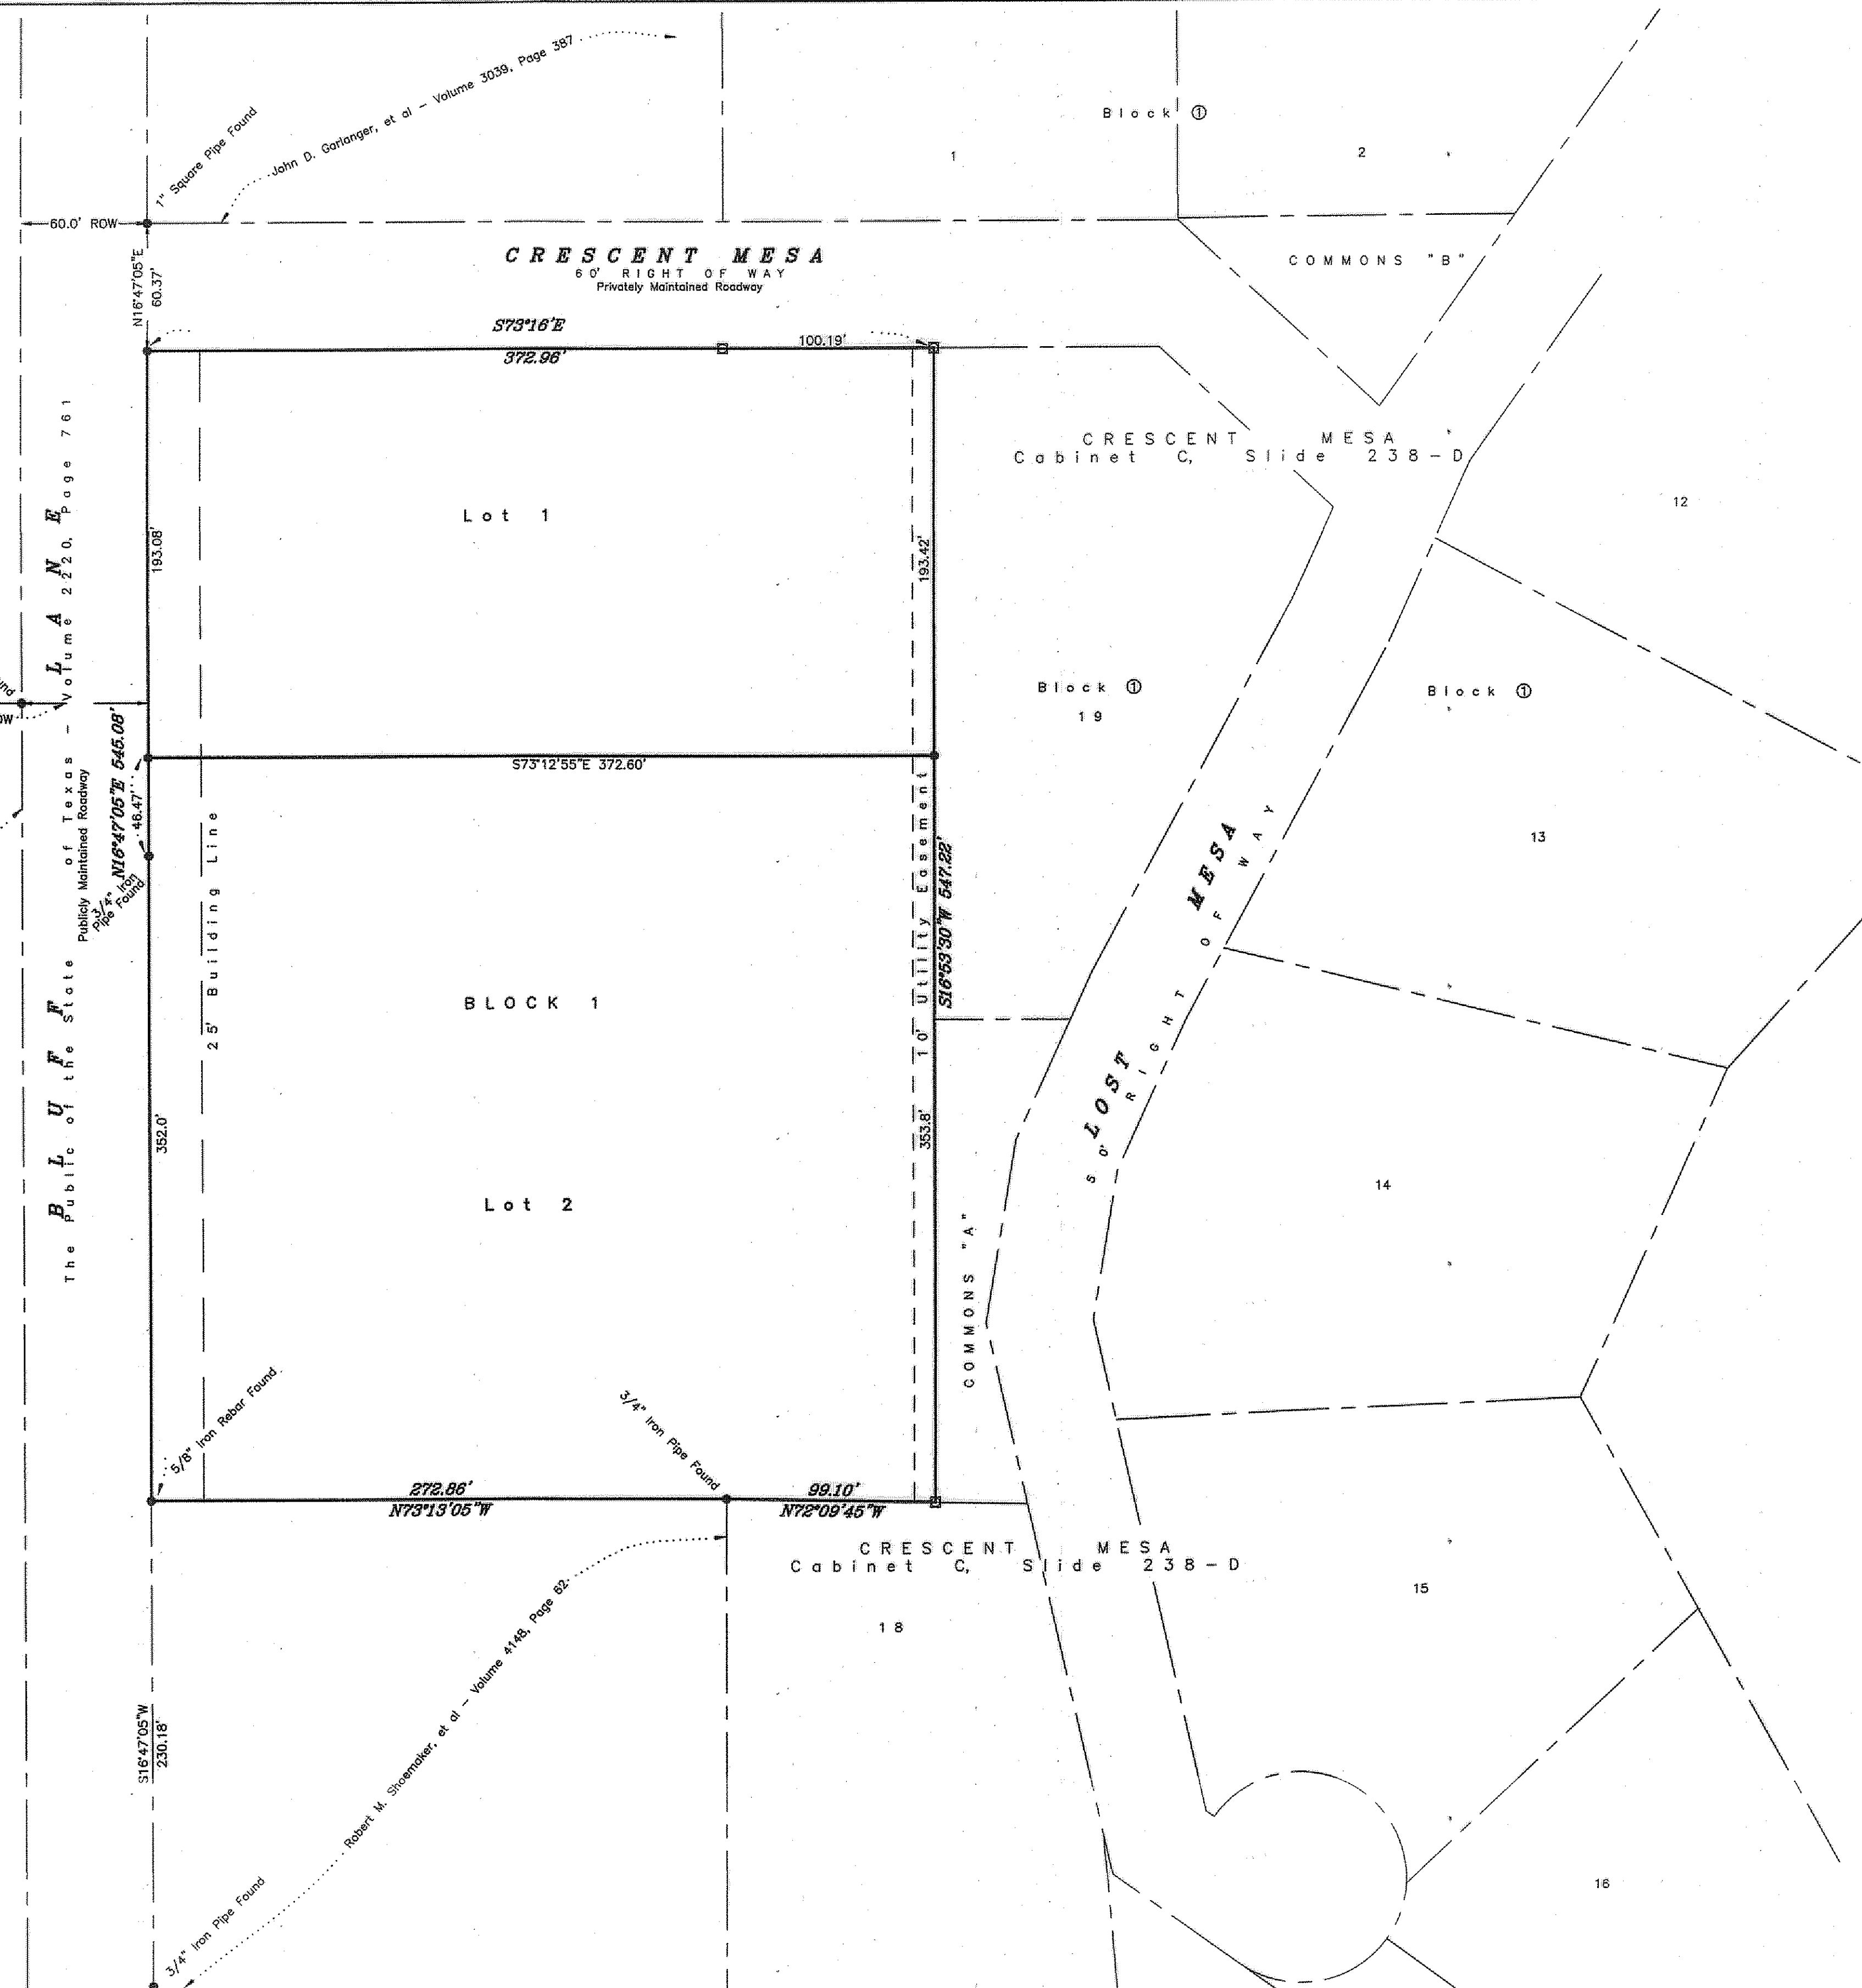 John D. Garlanger, et al - Volume 3039, Page 387
1" Square Pipe Found
Block ①
1
2
60.0' ROW
CRESCENT MESA
60' RIGHT OF WAY
Privately Maintained Roadway
COMMONS "B"
N16°47'05"E
60.37'
S73°16'E
372.96'
100.19'
CRESCENT MESA
Cabinet C, Slide 238-D
12
Lot 1
193.08'
193.42'
Block ①
19
Block ①
13
S73°12'55"E 372.60'
BLUFF LANE
The Public of the State of Texas - Volume 2220, Page 761
Publicly Maintained Roadway
N16°47'05"E 545.08'
46.47'
3/4" Iron
Pipe Found
25' Building Line
10' Utility Easement
S16°53'30"W 547.22'
BLOCK 1
LOST MESA
50' RIGHT OF WAY
352.0'
353.8'
Lot 2
COMMONS "A"
14
5/8" Iron Rebar Found
3/4" Iron Pipe Found
272.86'
N73°13'05"W
99.10'
N72°09'45"W
CRESCENT MESA
Cabinet C, Slide 238-D
15
18
Robert M. Shoemaker, et al - Volume 4148, Page 62
S16°47'05"W
230.18'
3/4" Iron Pipe Found
16